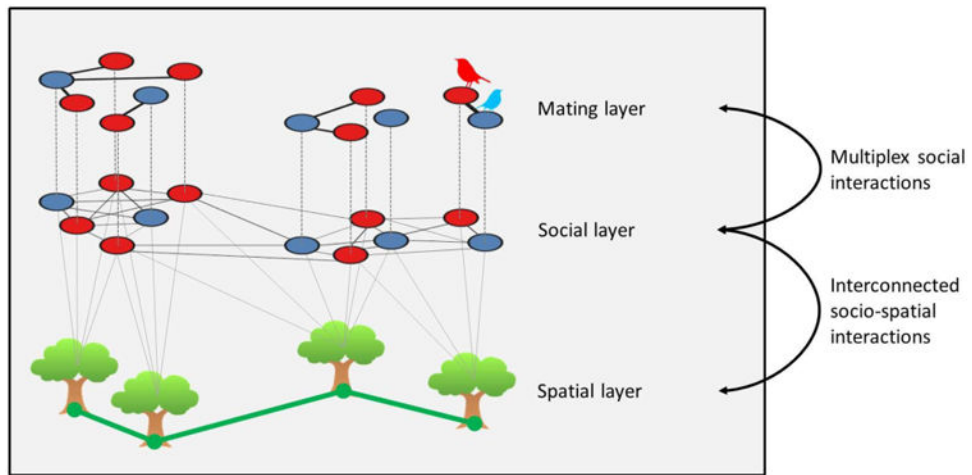 Mating layer
Multiplex social
interactions
Social layer
Interconnected
socio-spatial
interactions
Spatial layer